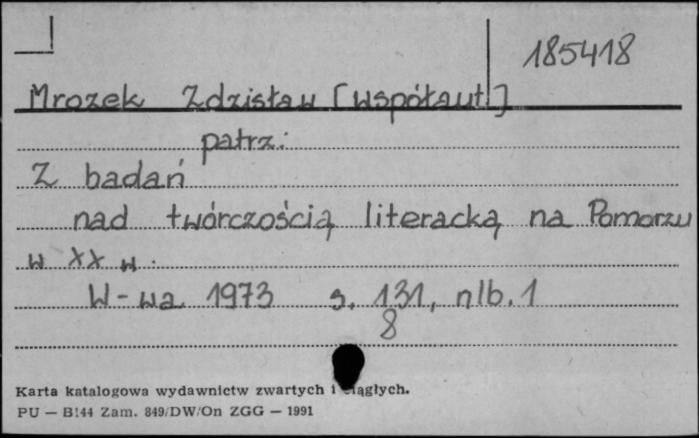 185418
Mrozek Zdzisław [współaut.]
patrz:
Z badań
nad twórczością literacką na Pomorzu
w XX w.
W-wa 1973 s. 131, nlb. 1
8
Karta katalogowa wydawnictw zwartych i ciągłych.
PU — B144 Zam. 849/DW/On ZGG — 1991